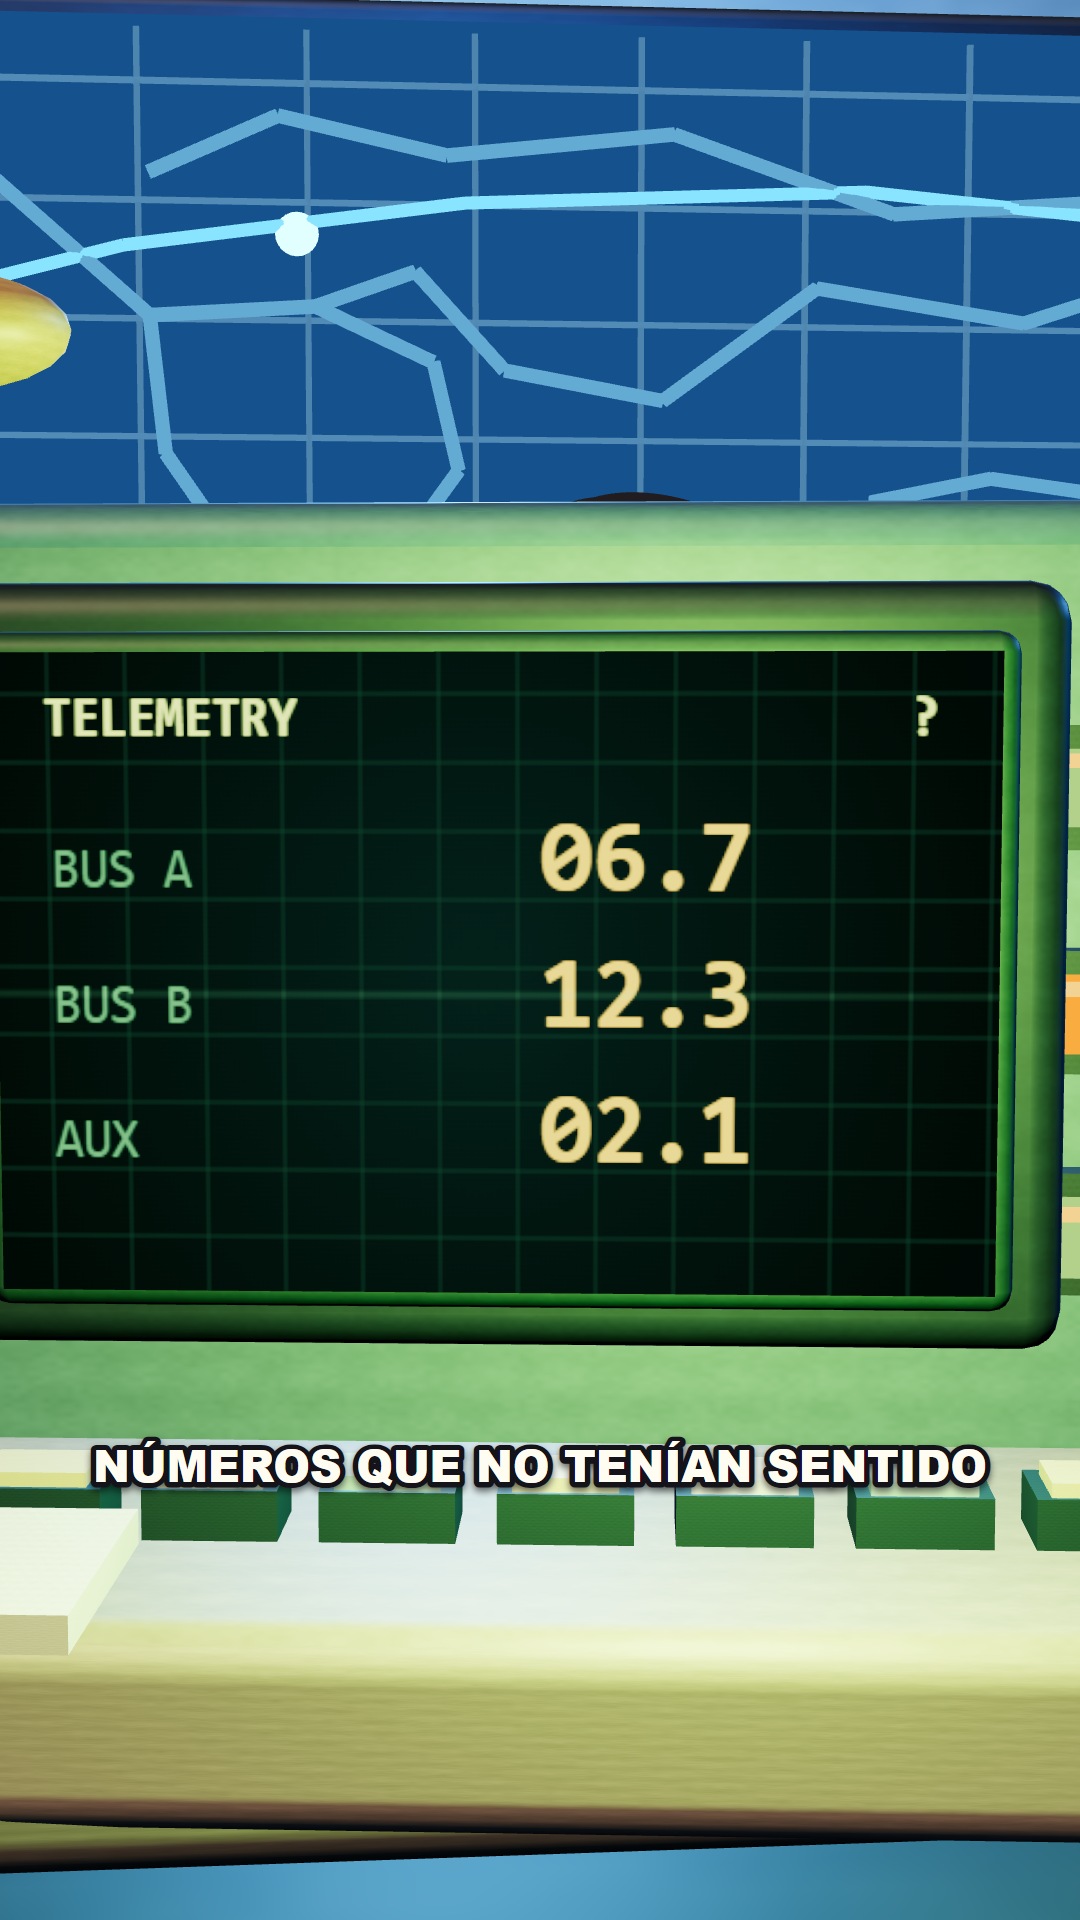 TELEMETRY ?
BUS A 06.7
BUS B 12.3
AUX 02.1
NÚMEROS QUE NO TENÍAN SENTIDO